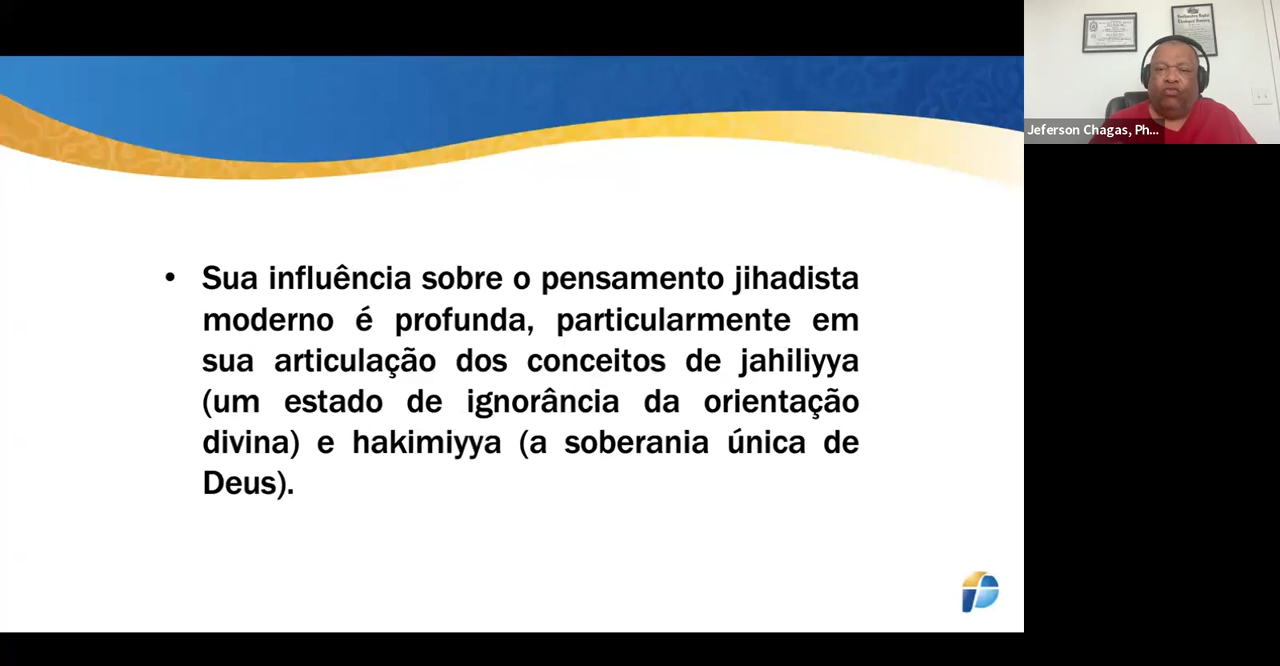 Jeferson Chagas, Ph...
• Sua influência sobre o pensamento jihadista
moderno é profunda, particularmente em
sua articulação dos conceitos de jahiliyya
(um estado de ignorância da orientação
divina) e hakimiyya (a soberania única de
Deus).